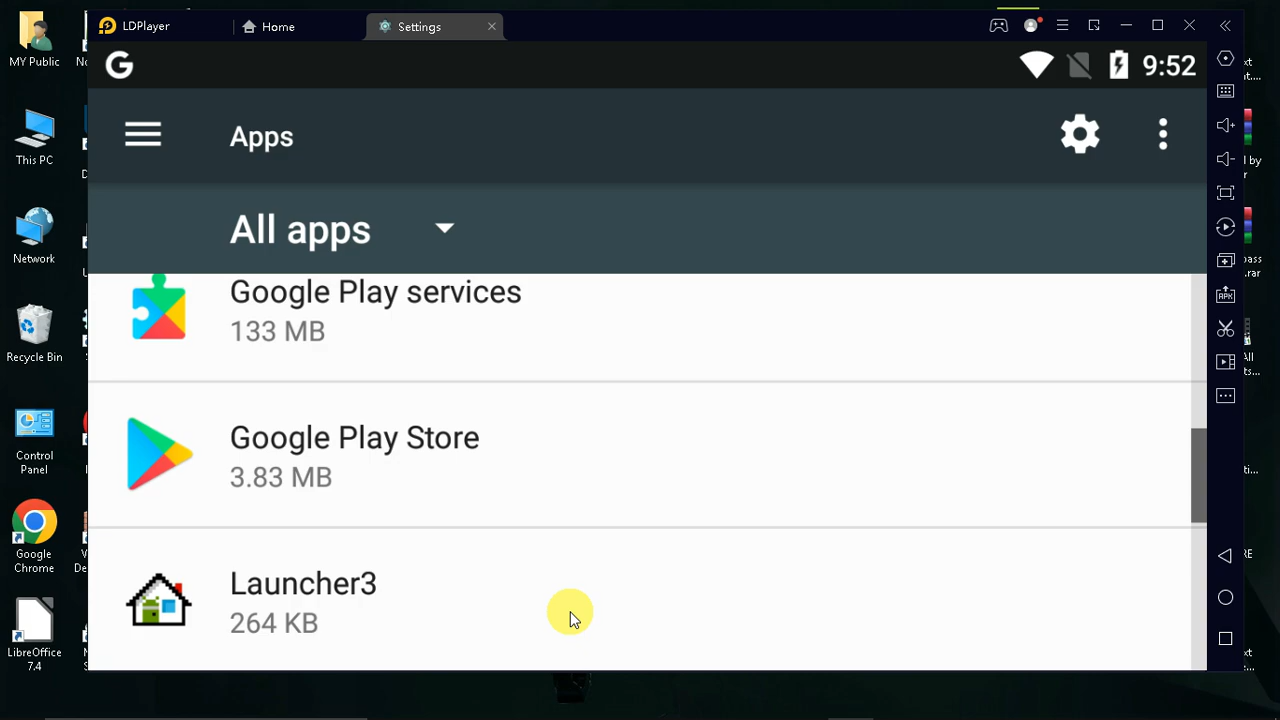 LDPlayer
Home
Settings
9:52
Apps
All apps
Google Play services
133 MB
Google Play Store
3.83 MB
Launcher3
264 KB
MY Public
This PC
Network
Recycle Bin
Control
Panel
Google
Chrome
LibreOffice
7.4
APK